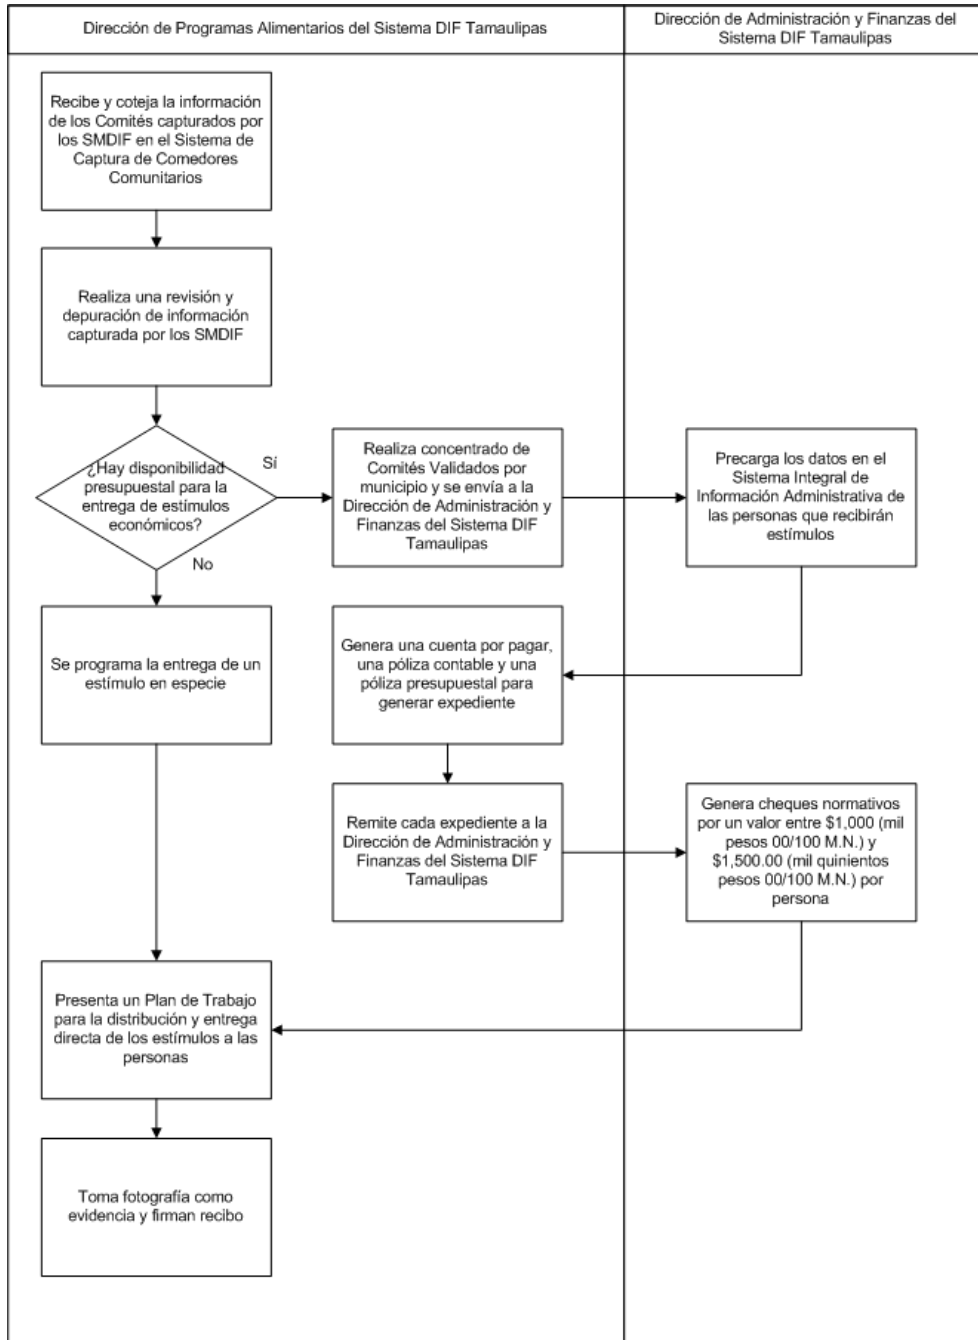 Dirección de Programas Alimentarios del Sistema DIF Tamaulipas
Dirección de Administración y Finanzas del
Sistema DIF Tamaulipas
Recibe y coteja la información
de los Comités capturados por
los SMDIF en el Sistema de
Captura de Comedores
Comunitarios
Realiza una revisión y
depuración de información
capturada por los SMDIF
¿Hay disponibilidad
presupuestal para la
entrega de estímulos
económicos?
Sí
No
Realiza concentrado de
Comités Validados por
municipio y se envía a la
Dirección de Administración y
Finanzas del Sistema DIF
Tamaulipas
Precarga los datos en el
Sistema Integral de
Información Administrativa de
las personas que recibirán
estímulos
Se programa la entrega de un
estímulo en especie
Genera una cuenta por pagar,
una póliza contable y una
póliza presupuestal para
generar expediente
Remite cada expediente a la
Dirección de Administración y
Finanzas del Sistema DIF
Tamaulipas
Genera cheques normativos
por un valor entre $1,000 (mil
pesos 00/100 M.N.) y
$1,500.00 (mil quinientos
pesos 00/100 M.N.) por
persona
Presenta un Plan de Trabajo
para la distribución y entrega
directa de los estímulos a las
personas
Toma fotografía como
evidencia y firman recibo